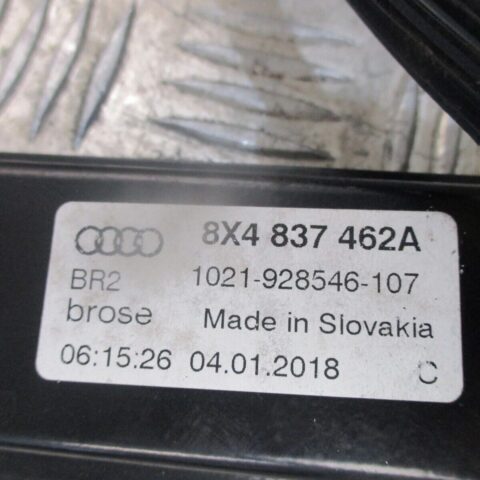 8X4 837 462A
BR2 1021-928546-107
brose Made in Slovakia
06:15:26 04.01.2018 C